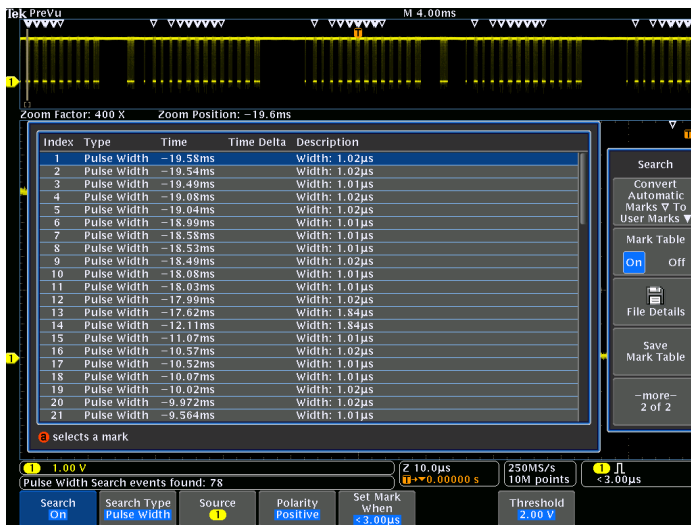 Tek PreVu M 4.00ms
T
1
Zoom Factor: 400 X Zoom Position: −19.6ms
Index Type Time Time Delta Description
1 Pulse Width −19.58ms Width: 1.02µs
2 Pulse Width −19.54ms Width: 1.02µs
3 Pulse Width −19.49ms Width: 1.01µs
4 Pulse Width −19.08ms Width: 1.02µs
5 Pulse Width −19.04ms Width: 1.02µs
6 Pulse Width −18.99ms Width: 1.01µs
7 Pulse Width −18.58ms Width: 1.01µs
8 Pulse Width −18.53ms Width: 1.01µs
9 Pulse Width −18.49ms Width: 1.02µs
10 Pulse Width −18.08ms Width: 1.01µs
11 Pulse Width −18.03ms Width: 1.01µs
12 Pulse Width −17.99ms Width: 1.02µs
13 Pulse Width −17.62ms Width: 1.84µs
14 Pulse Width −12.11ms Width: 1.84µs
15 Pulse Width −11.07ms Width: 1.01µs
16 Pulse Width −10.57ms Width: 1.02µs
17 Pulse Width −10.52ms Width: 1.01µs
18 Pulse Width −10.07ms Width: 1.01µs
19 Pulse Width −10.02ms Width: 1.02µs
20 Pulse Width −9.972ms Width: 1.01µs
21 Pulse Width −9.564ms Width: 1.01µs
a selects a mark
1
Search
Convert
Automatic
Marks ▽ To
User Marks ▼
Mark Table
On Off
File Details
Save
Mark Table
−more−
2 of 2
1 1.00 V
Pulse Width Search events found: 78
Z 10.0µs
T→▼0.00000 s
250MS/s
10M points
1
<3.00µs
Search
On
Search Type
Pulse Width
Source
1
Polarity
Positive
Set Mark
When
<3.00µs
Threshold
2.00 V